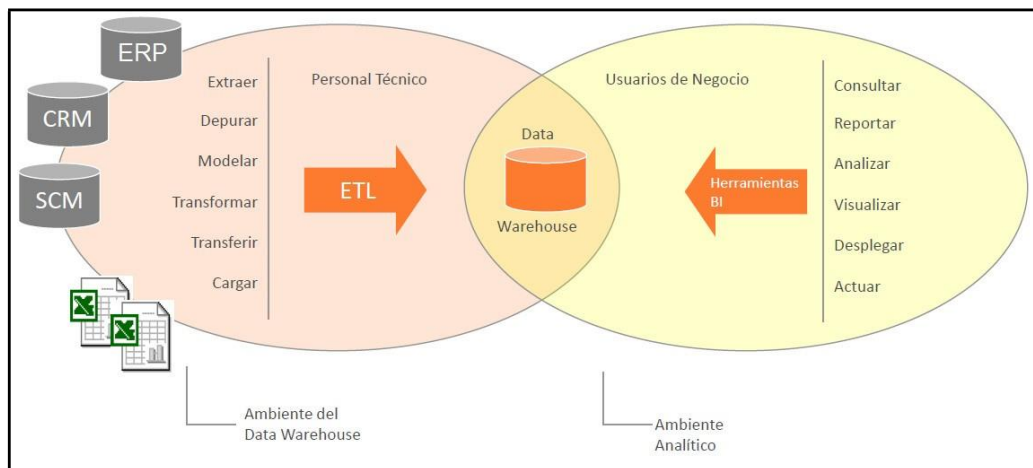 ERP
CRM
SCM
Extraer
Depurar
Modelar
Transformar
Transferir
Cargar
Personal Técnico
ETL
Data
Warehouse
Usuarios de Negocio
Herramientas
BI
Consultar
Reportar
Analizar
Visualizar
Desplegar
Actuar
Ambiente del
Data Warehouse
Ambiente
Analítico